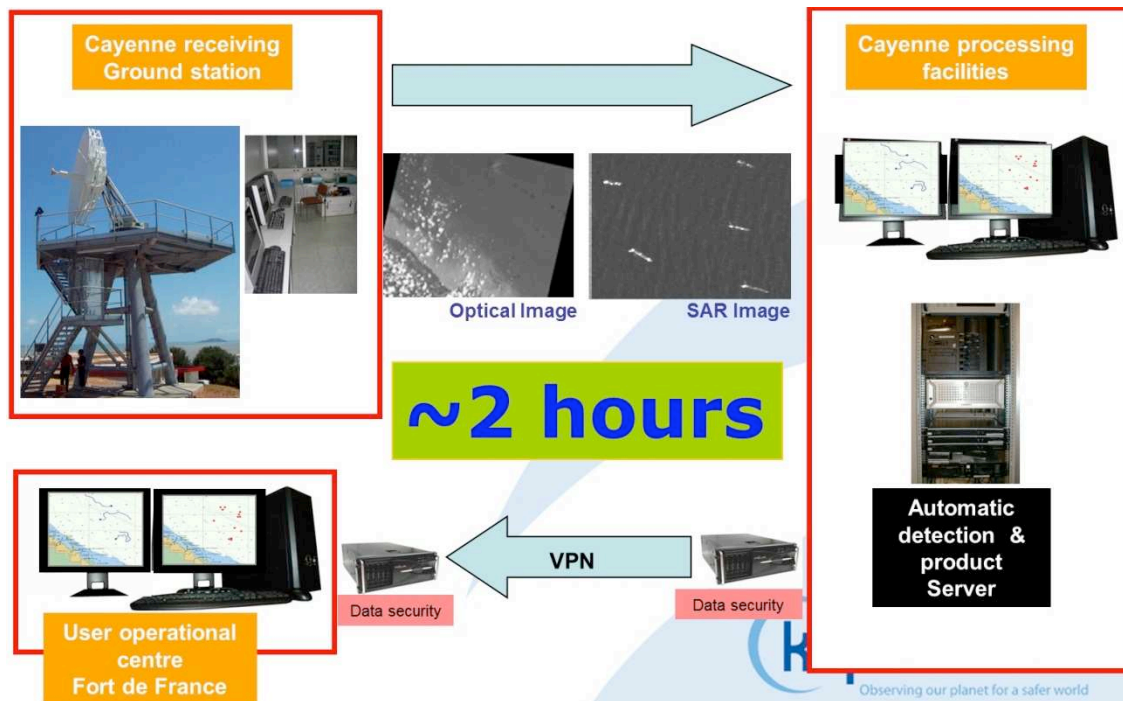 Cayenne receiving
Ground station
Cayenne processing
facilities
Optical Image
SAR Image
~2 hours
Automatic
detection &
product
Server
VPN
Data security
Data security
User operational
centre
Fort de France
Observing our planet for a safer world